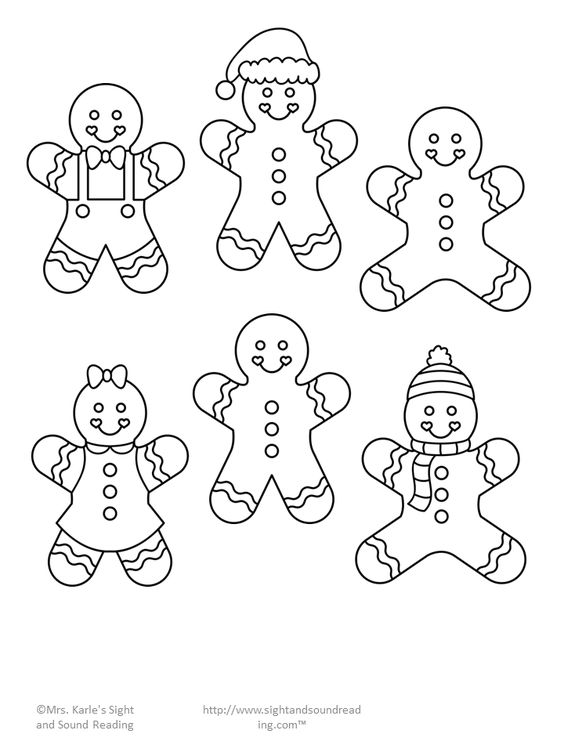 ©Mrs. Karle's Sight
and Sound Reading
http://www.sightandsoundread
ing.com™